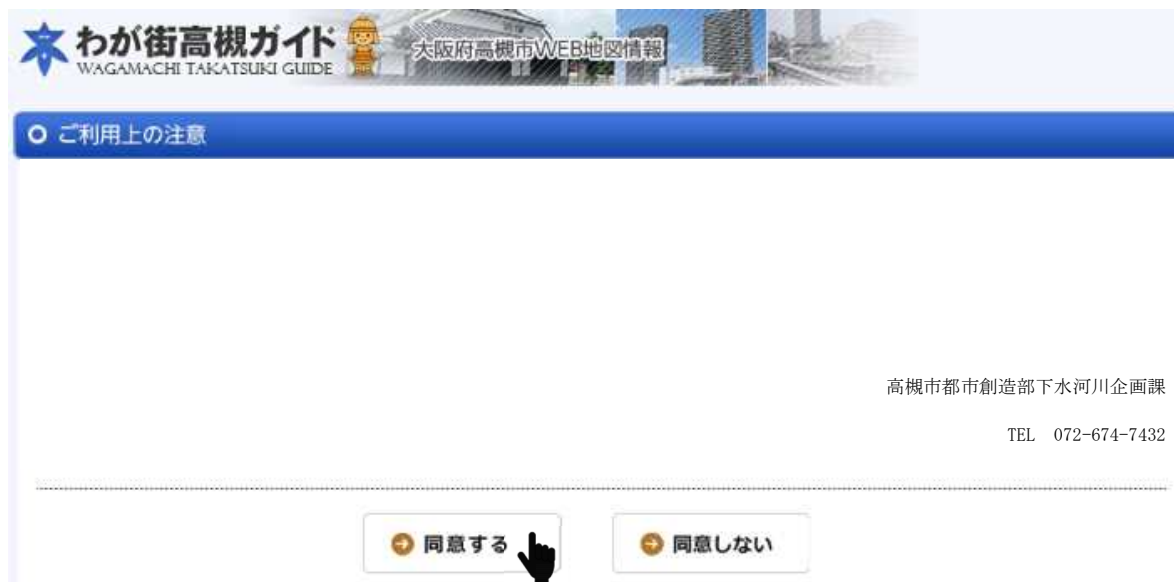 わが街高槻ガイド
WAGAMACHI TAKATSUKI GUIDE
大阪府高槻市WEB地図情報
ご利用上の注意
高槻市都市創造部下水河川企画課
TEL 072-674-7432
同意する
同意しない